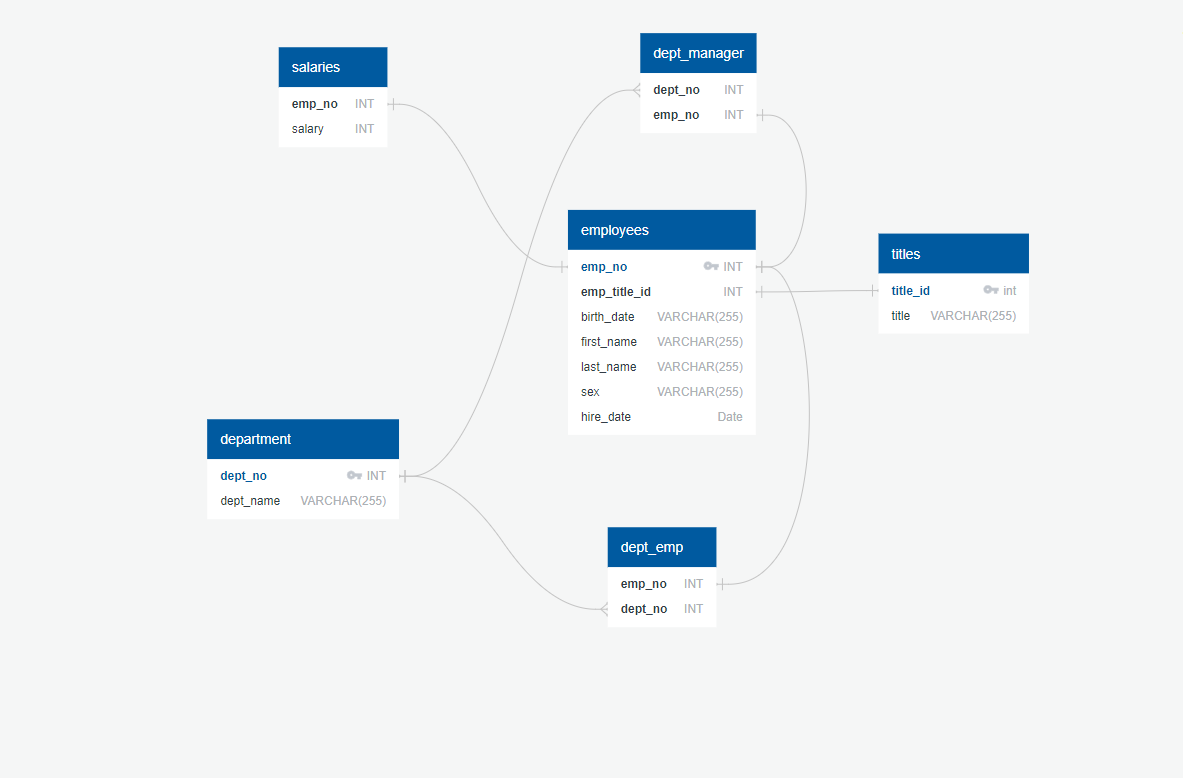 salaries
emp_no INT
salary INT
dept_manager
dept_no INT
emp_no INT
employees
emp_no INT
emp_title_id INT
birth_date VARCHAR(255)
first_name VARCHAR(255)
last_name VARCHAR(255)
sex VARCHAR(255)
hire_date Date
titles
title_id int
title VARCHAR(255)
department
dept_no INT
dept_name VARCHAR(255)
dept_emp
emp_no INT
dept_no INT